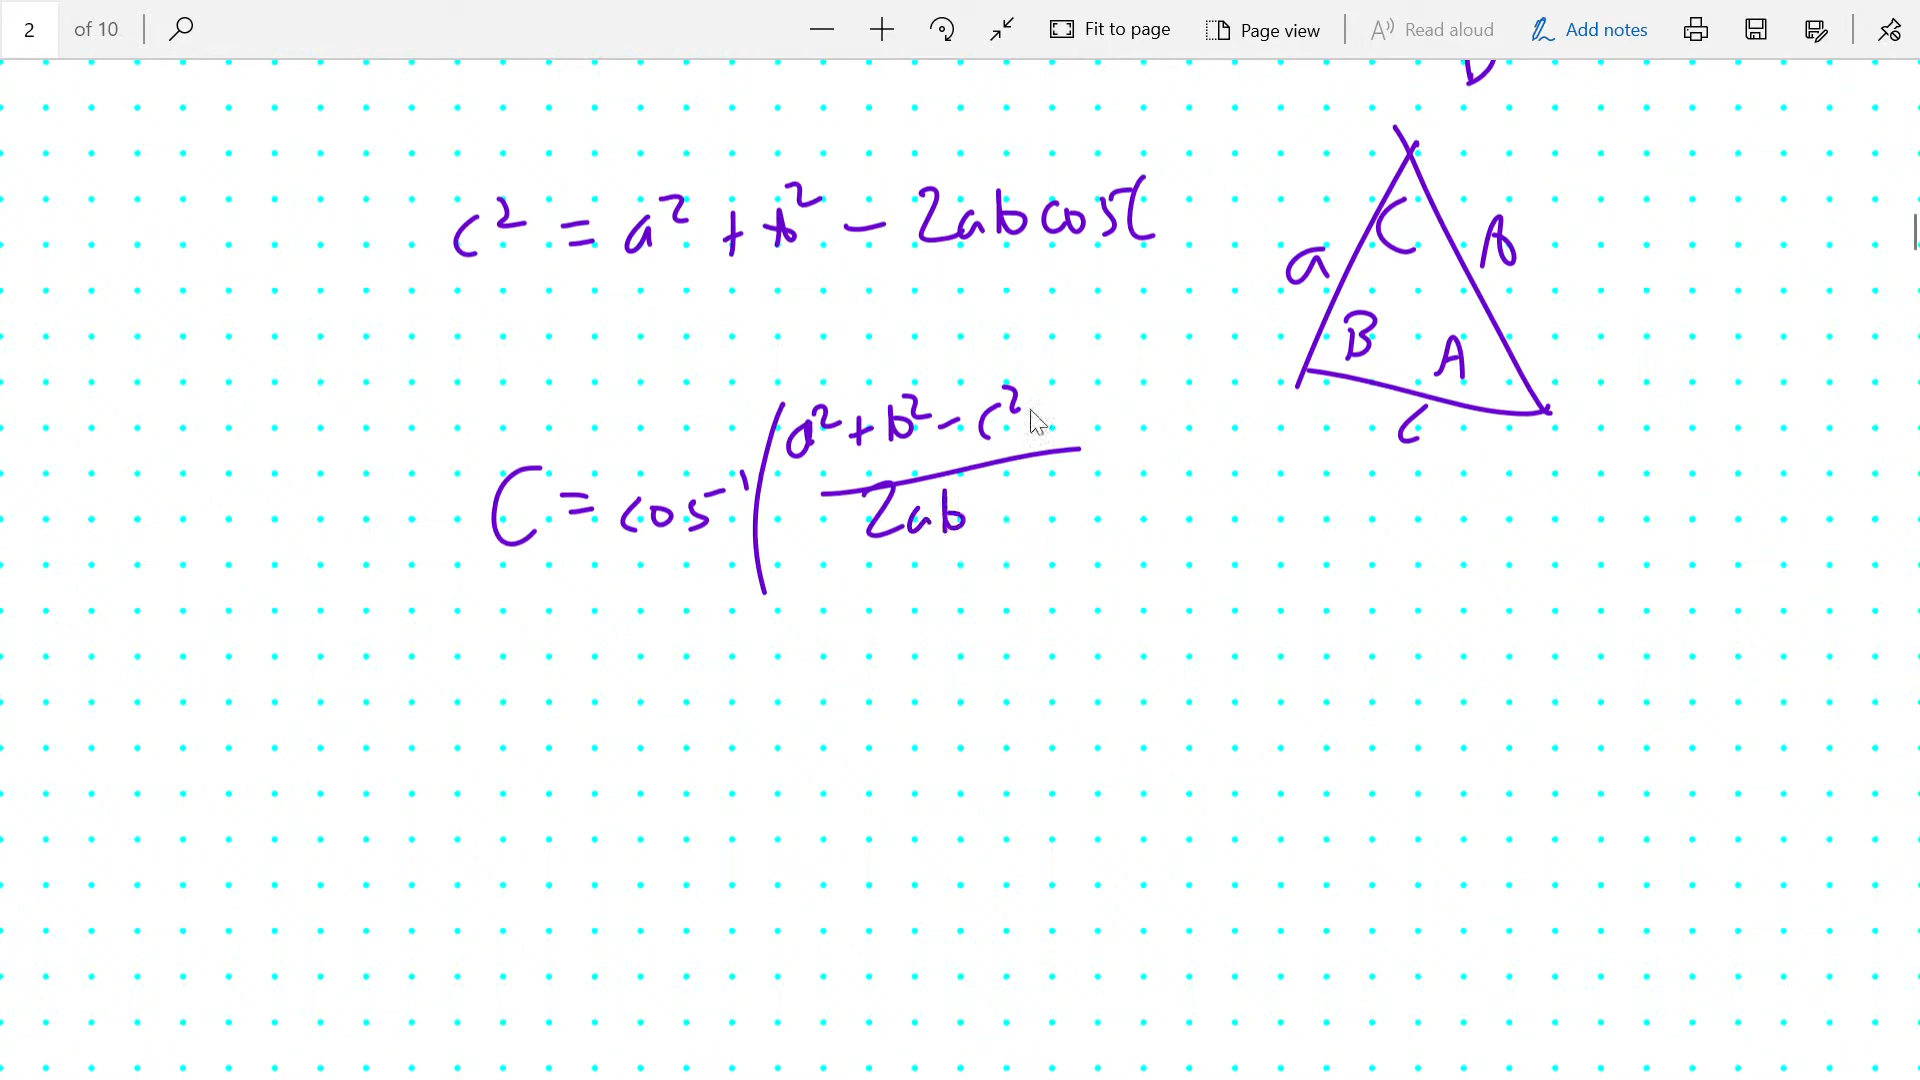 2 of 10 Fit to page Page view Read aloud Add notes
c² = a² + b² - 2ab cosC
C
a b
B A
c
C = cos⁻¹( a² + b² - c²
2ab